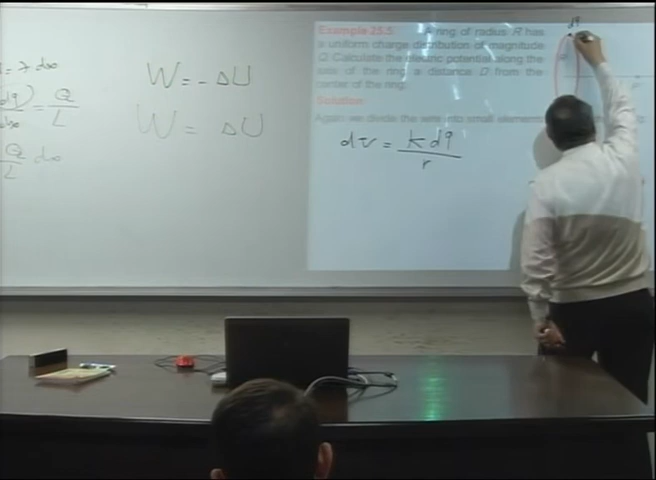 dq
Example 25.5 A ring of radius R has
a uniform charge distribution of magnitude
Q. Calculate the electric potential along the
axis of the ring a distance D from the
center of the ring.
Solution:
Again we divide the wire into small elements
dv = k dq / r
W = - ΔU
W = ΔU
dx
dq
dx = Q / L
Q / L dx